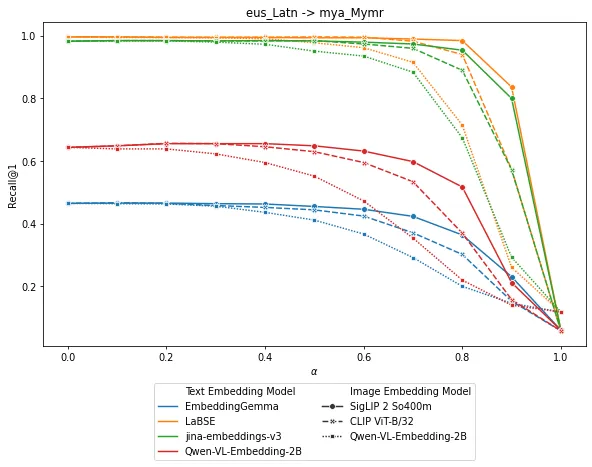 eus_Latn -> mya_Mymr
Recall@1
1.0
0.8
0.6
0.4
0.2
0.0 0.2 0.4 0.6 0.8 1.0
α
Text Embedding Model Image Embedding Model
EmbeddingGemma SigLIP 2 So400m
LaBSE CLIP ViT-B/32
jina-embeddings-v3 Qwen-VL-Embedding-2B
Qwen-VL-Embedding-2B